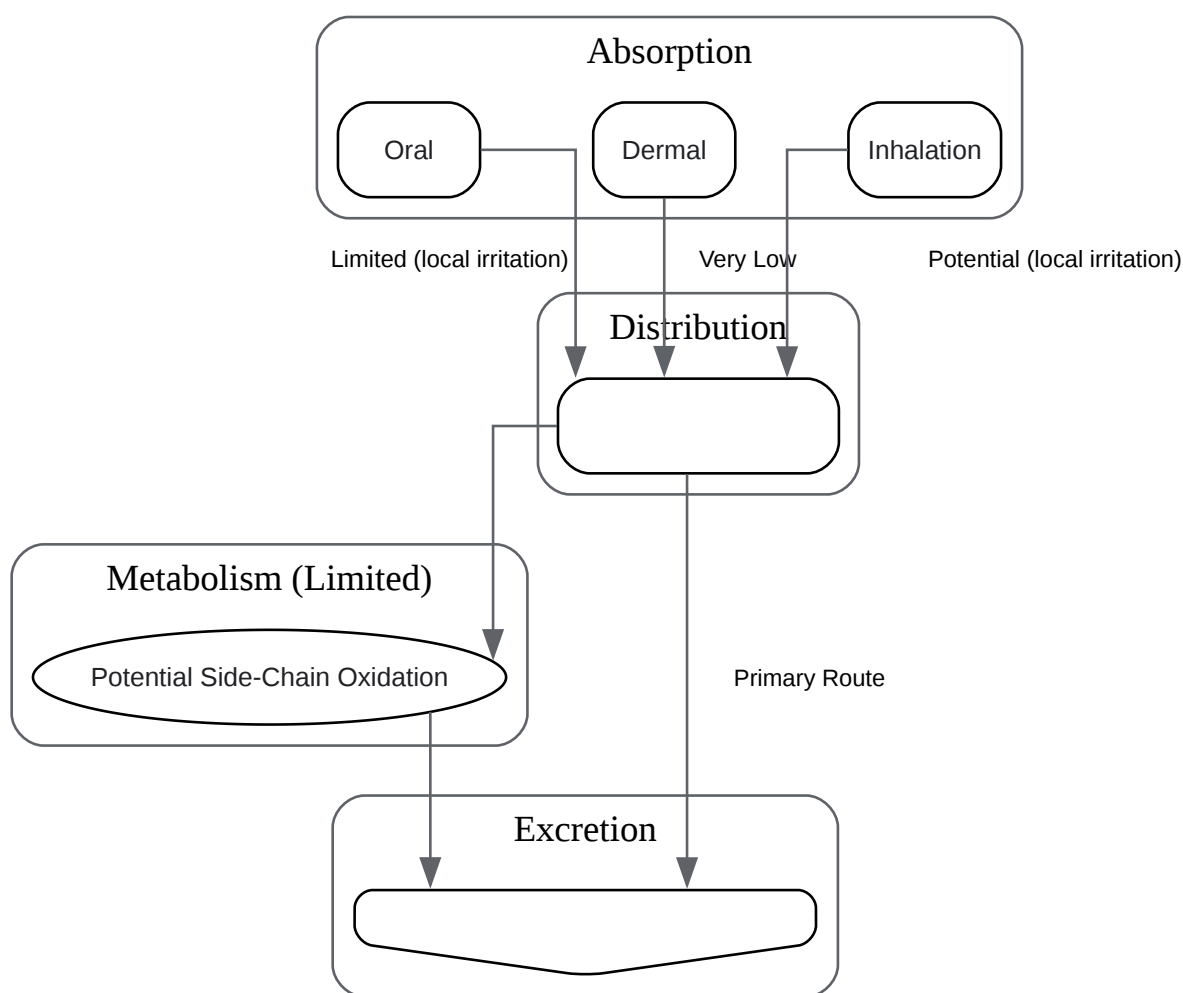 Absorption
Oral
Dermal
Inhalation
Limited (local irritation)
Very Low
Potential (local irritation)
Distribution
Metabolism (Limited)
Potential Side-Chain Oxidation
Primary Route
Excretion